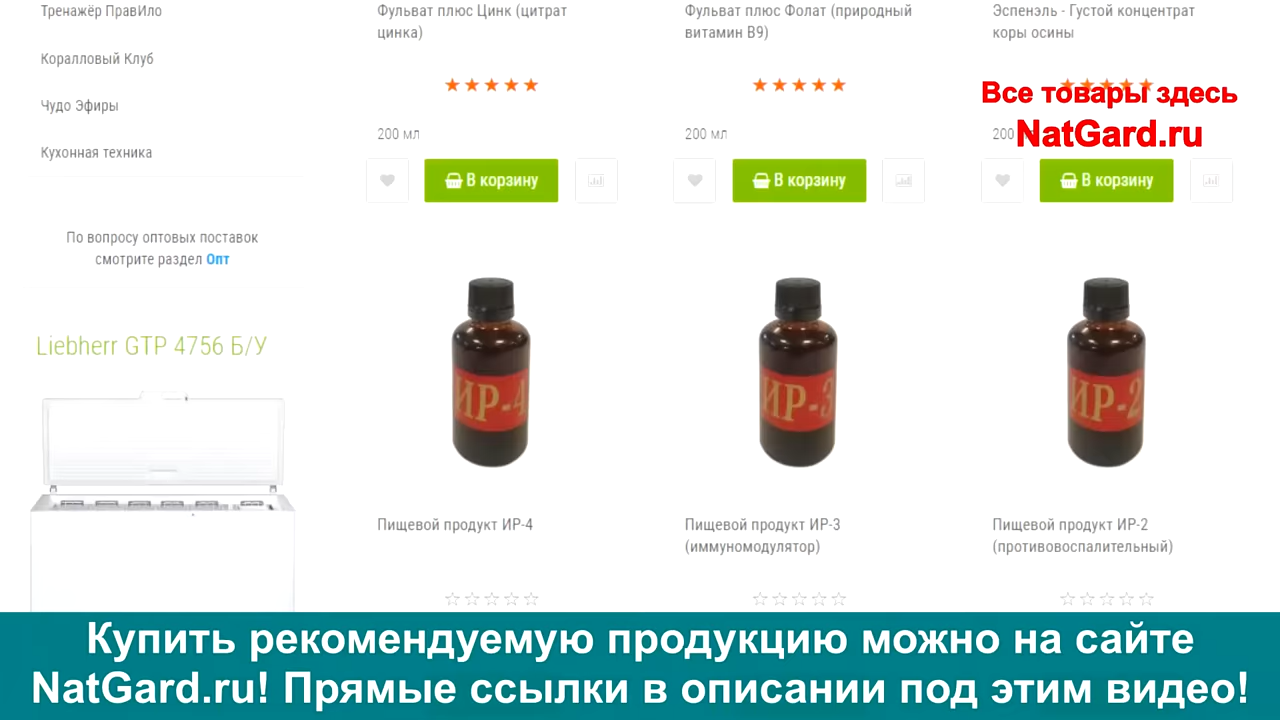 Тренажёр ПравИло
Коралловый Клуб
Чудо Эфиры
Кухонная техника
По вопросу оптовых поставок
смотрите раздел Опт
Liebherr GTP 4756 Б/У
Фульват плюс Цинк (цитрат
цинка)
200 мл
В корзину
Фульват плюс Фолат (природный
витамин В9)
200 мл
В корзину
Эспенэль - Густой концентрат
коры осины
Все товары здесь
200
NatGard.ru
В корзину
ИР-4
ИР-3
ИР-2
Пищевой продукт ИР-4
Пищевой продукт ИР-3
(иммуномодулятор)
Пищевой продукт ИР-2
(противовоспалительный)
Купить рекомендуемую продукцию можно на сайте
NatGard.ru! Прямые ссылки в описании под этим видео!